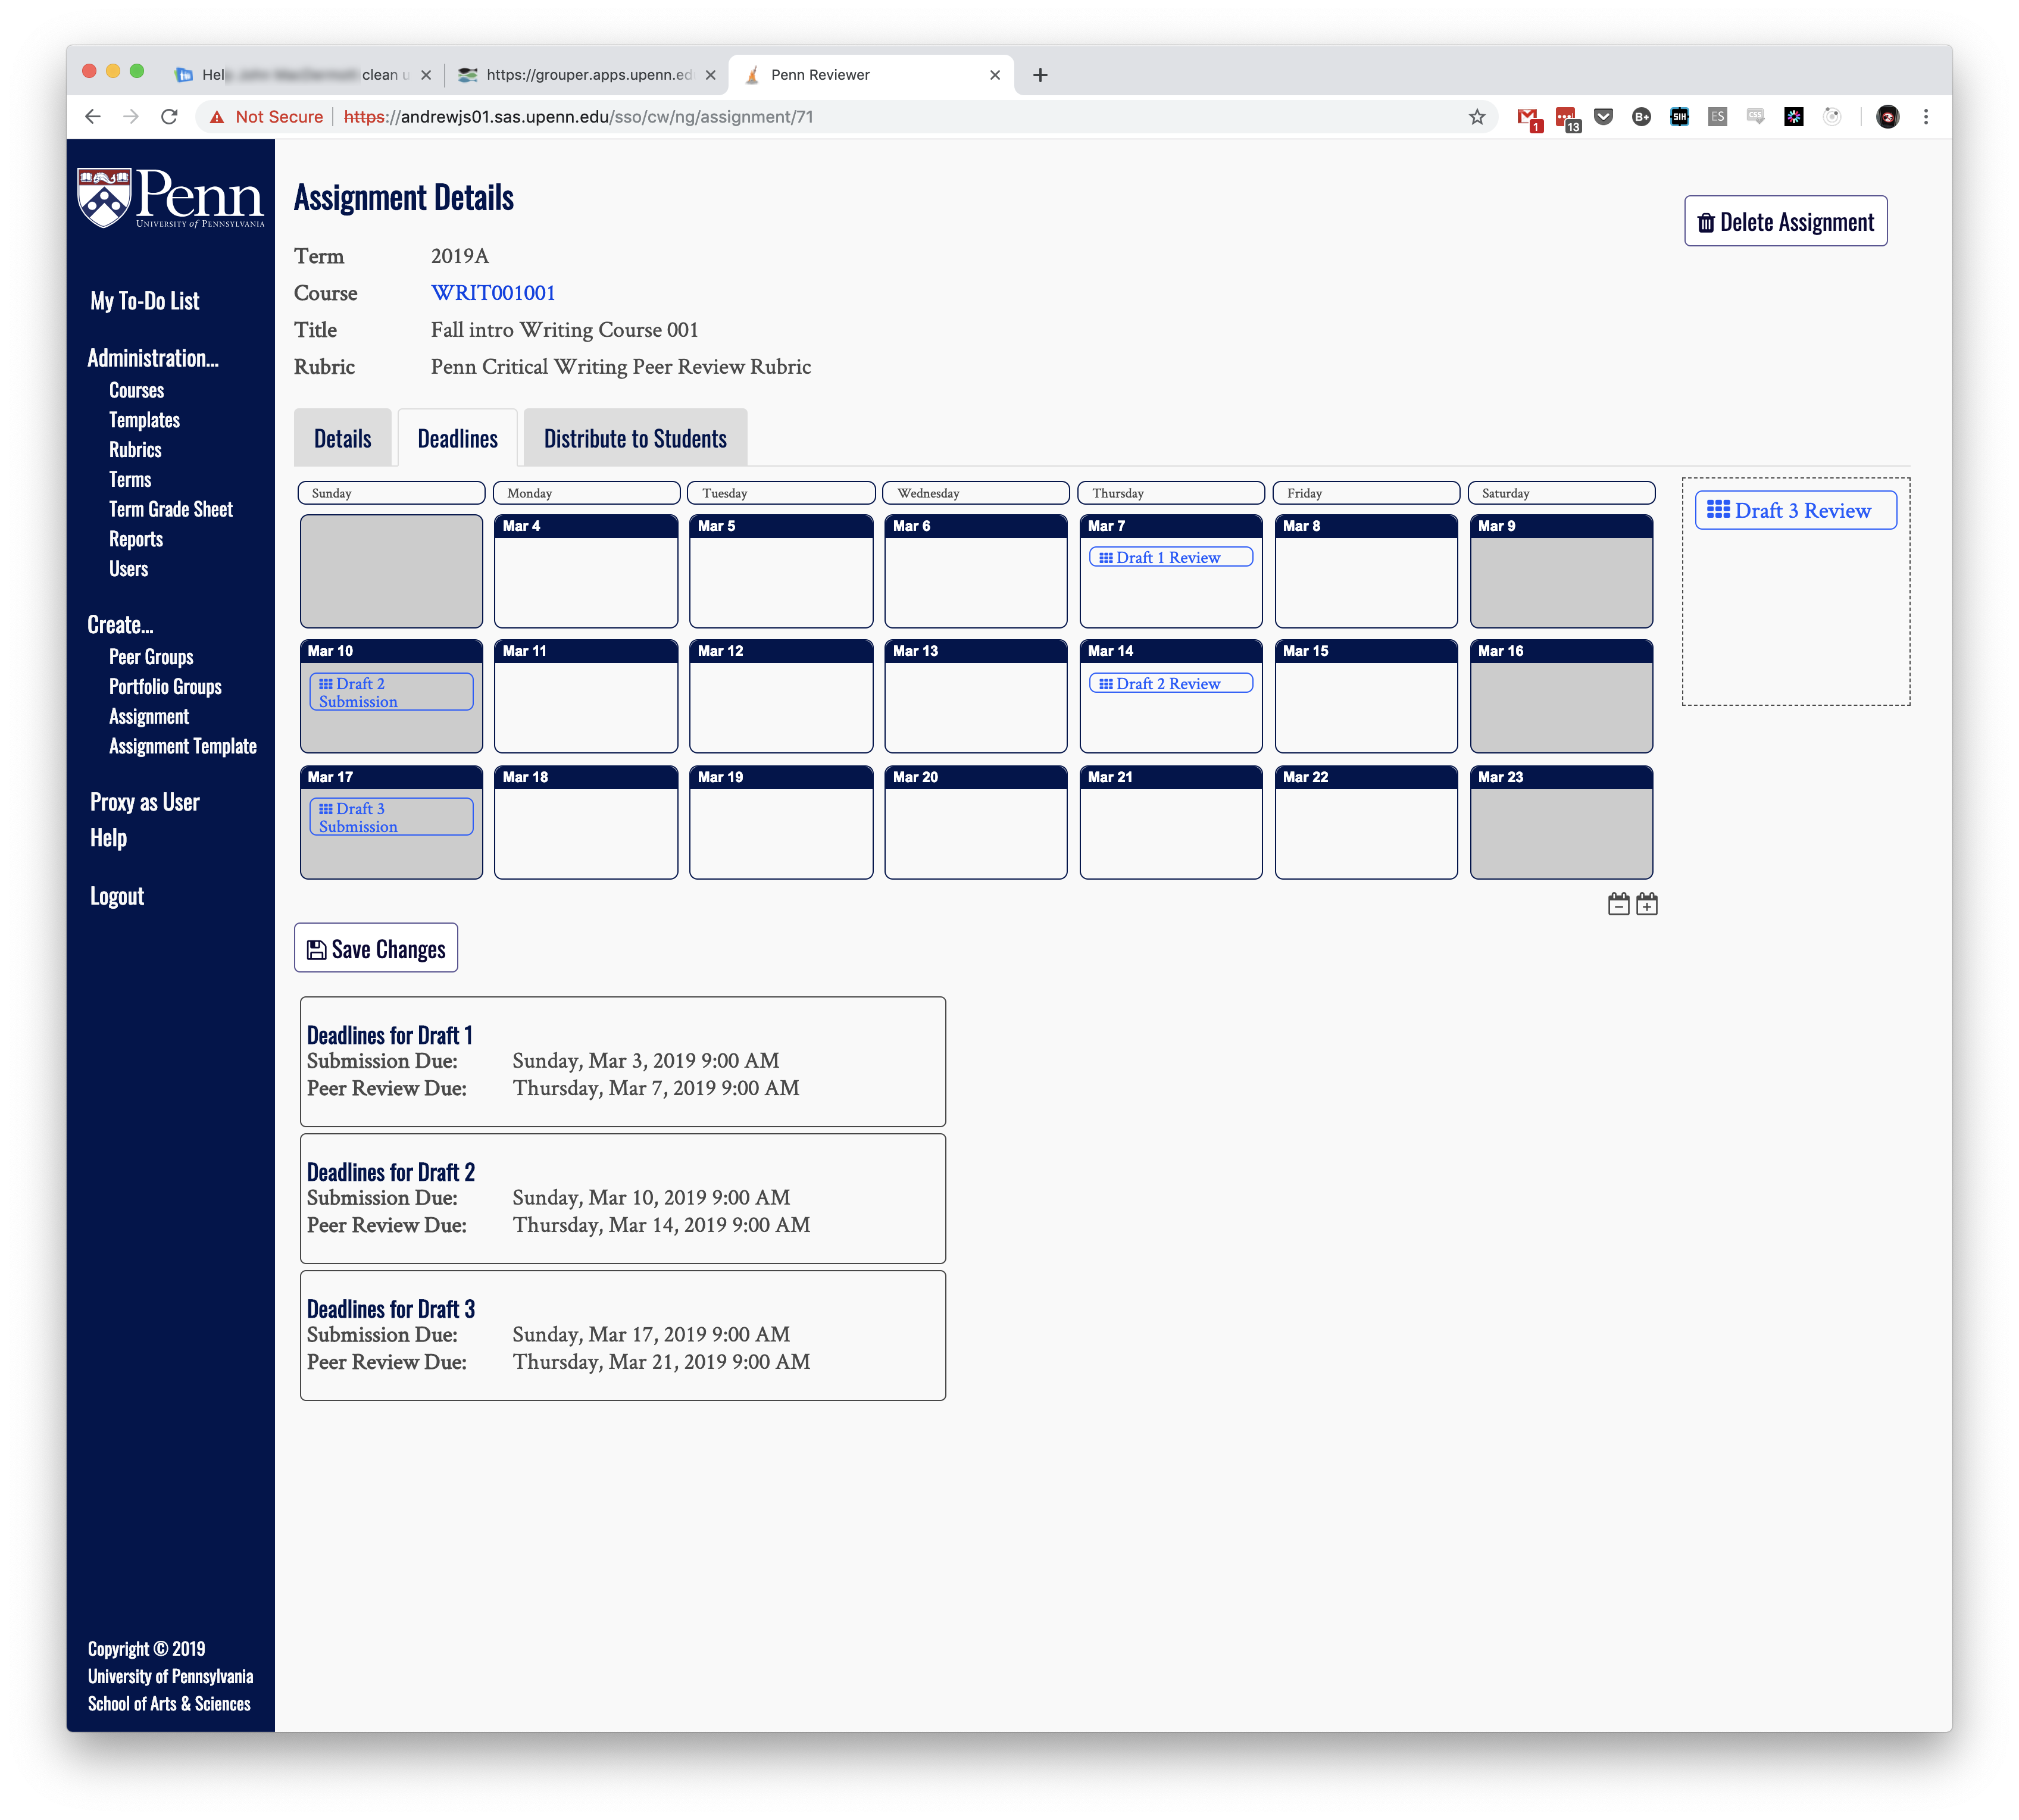 Hel
clean u
https://grouper.apps.upenn.ed
Penn Reviewer
Not Secure
https://andrewjs01.sas.upenn.edu/sso/cw/ng/assignment/71
1
13
B+
SIH
ES
CSS
Penn
University of Pennsylvania
My To-Do List
Administration...
Courses
Templates
Rubrics
Terms
Term Grade Sheet
Reports
Users
Create...
Peer Groups
Portfolio Groups
Assignment
Assignment Template
Proxy as User
Help
Logout
Copyright © 2019
University of Pennsylvania
School of Arts & Sciences
Assignment Details
Delete Assignment
Term 2019A
Course WRIT001001
Title Fall intro Writing Course 001
Rubric Penn Critical Writing Peer Review Rubric
Details Deadlines Distribute to Students
Sunday Monday Tuesday Wednesday Thursday Friday Saturday
Mar 4 Mar 5 Mar 6 Mar 7 Mar 8 Mar 9
Draft 1 Review
Draft 3 Review
Mar 10 Mar 11 Mar 12 Mar 13 Mar 14 Mar 15 Mar 16
Draft 2
Submission
Draft 2 Review
Mar 17 Mar 18 Mar 19 Mar 20 Mar 21 Mar 22 Mar 23
Draft 3
Submission
Save Changes
Deadlines for Draft 1
Submission Due: Sunday, Mar 3, 2019 9:00 AM
Peer Review Due: Thursday, Mar 7, 2019 9:00 AM
Deadlines for Draft 2
Submission Due: Sunday, Mar 10, 2019 9:00 AM
Peer Review Due: Thursday, Mar 14, 2019 9:00 AM
Deadlines for Draft 3
Submission Due: Sunday, Mar 17, 2019 9:00 AM
Peer Review Due: Thursday, Mar 21, 2019 9:00 AM